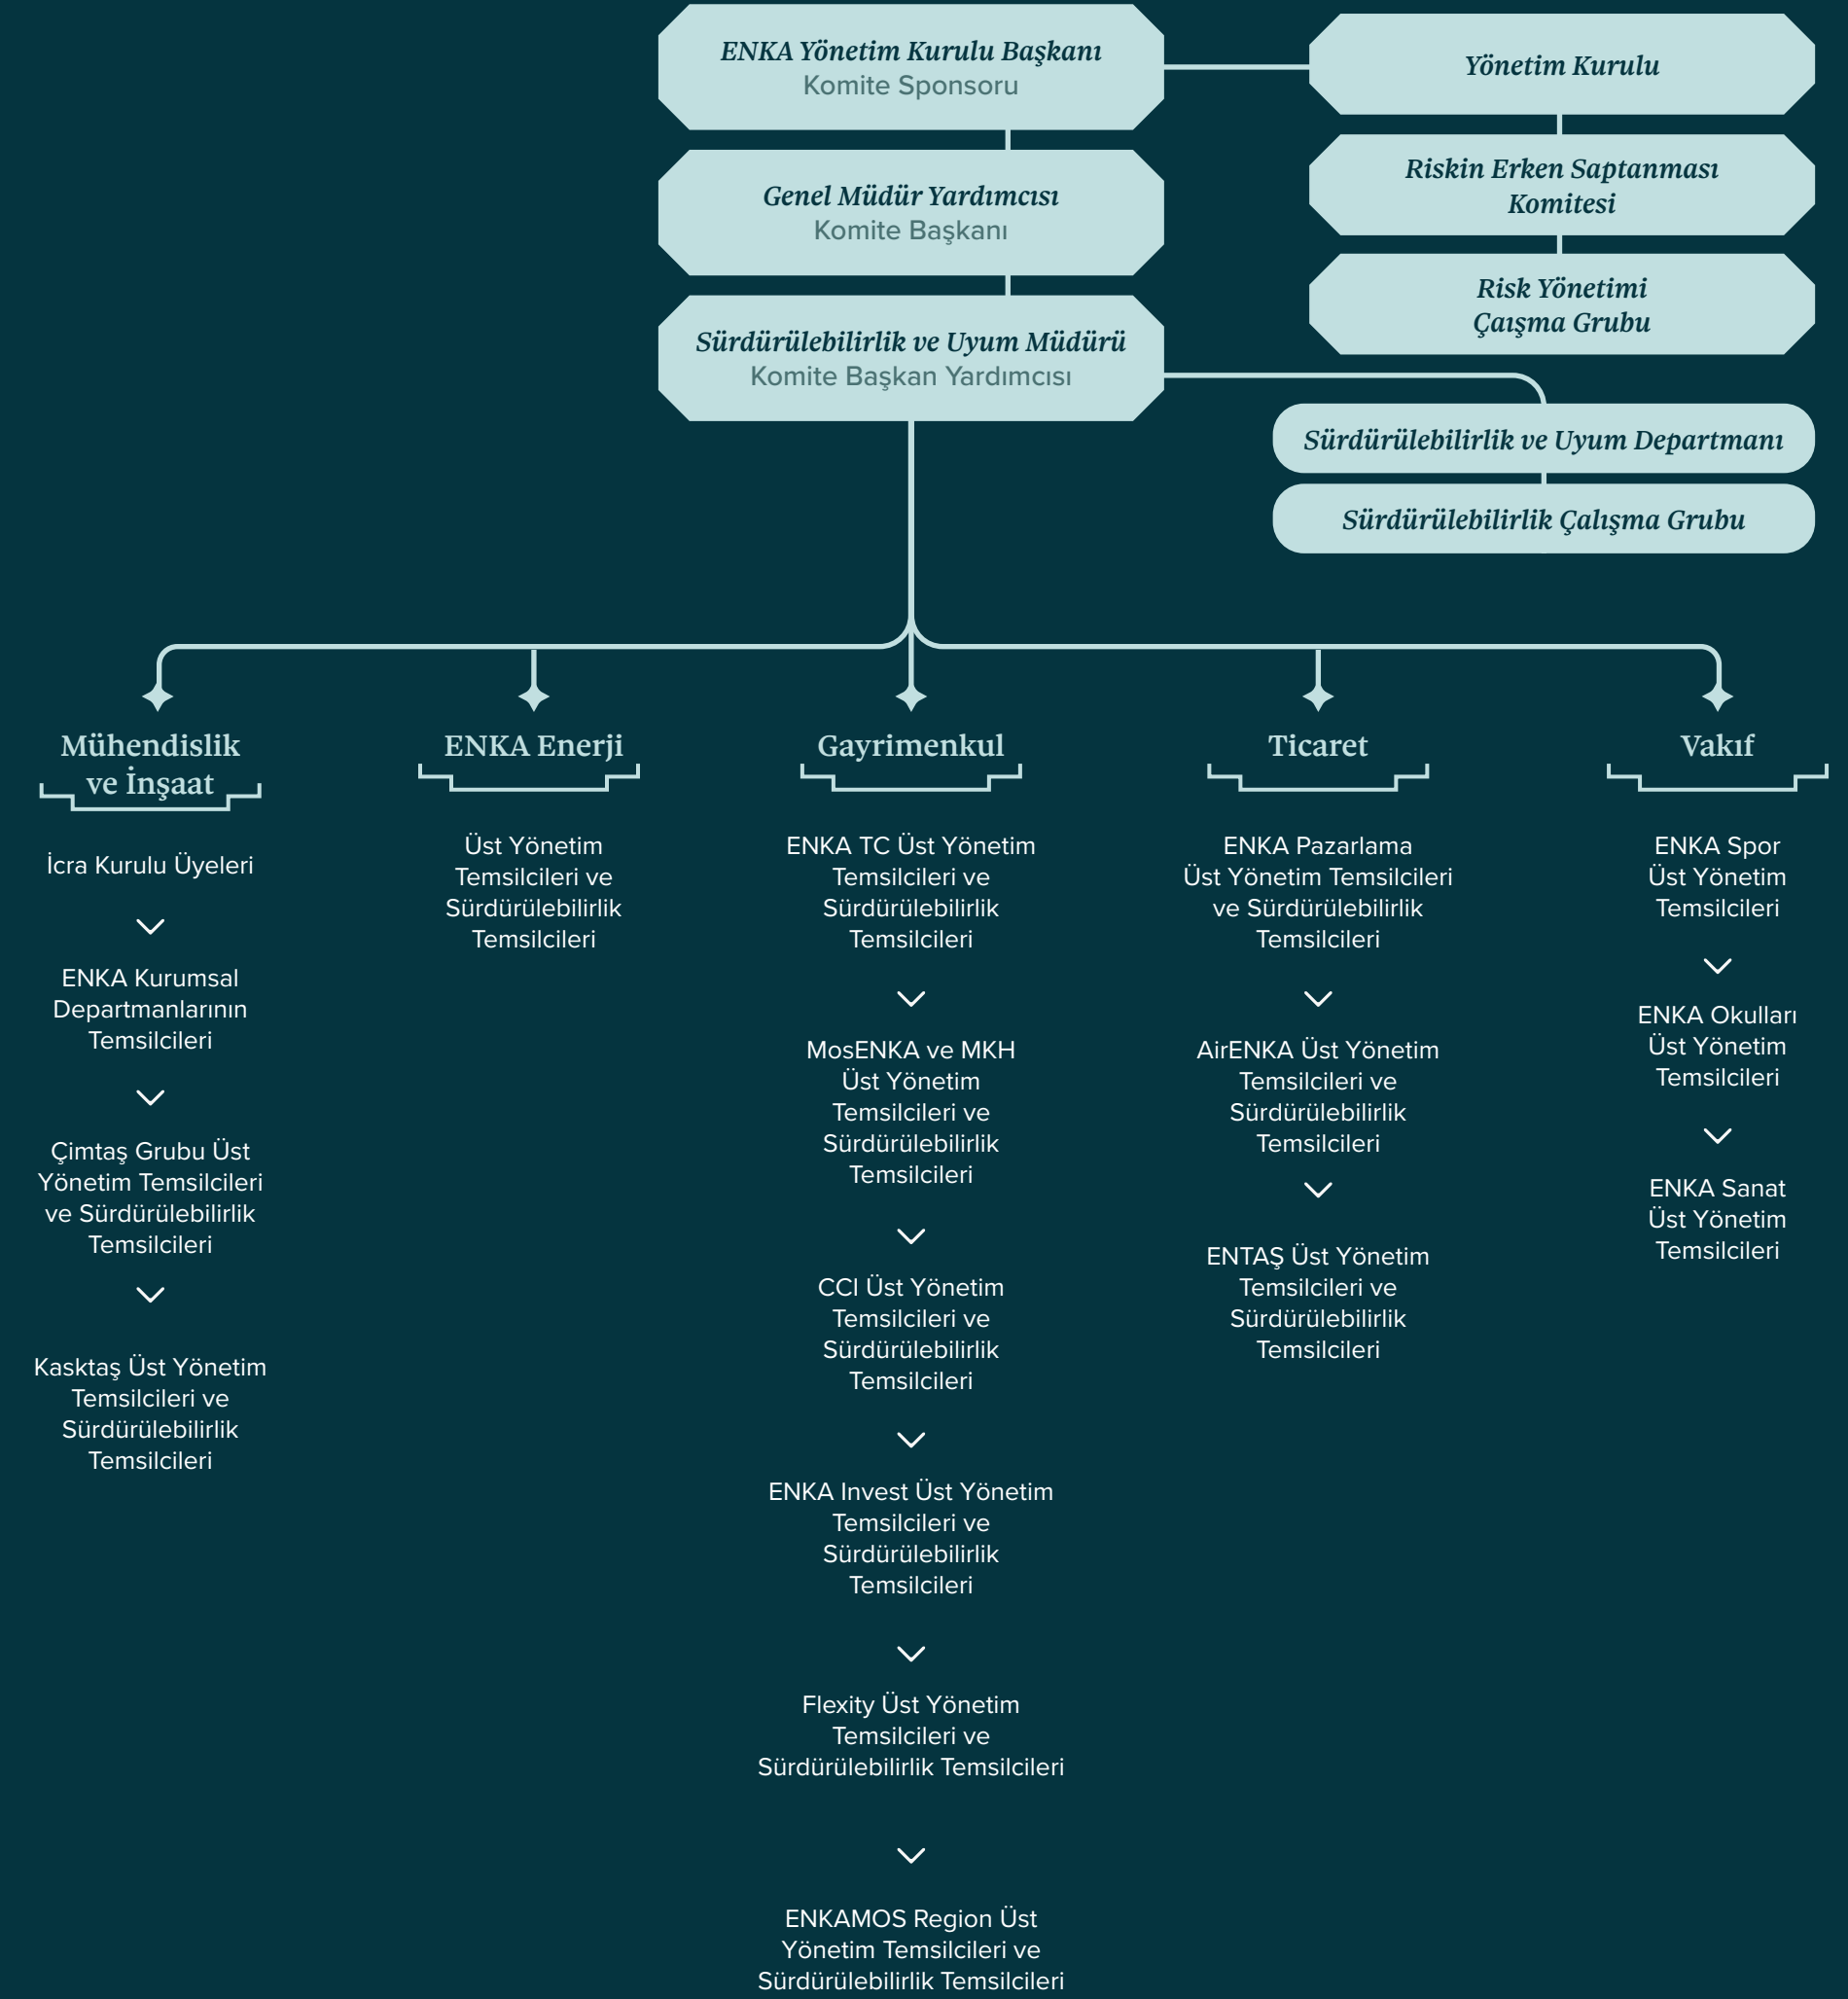 ENKA Yönetim Kurulu Başkanı
Komite Sponsoru
Genel Müdür Yardımcısı
Komite Başkanı
Sürdürülebilirlik ve Uyum Müdürü
Komite Başkan Yardımcısı
Yönetim Kurulu
Riskin Erken Saptanması
Komitesi
Risk Yönetimi
Çaışma Grubu
Sürdürülebilirlik ve Uyum Departmanı
Sürdürülebilirlik Çalışma Grubu
Mühendislik
ve İnşaat
İcra Kurulu Üyeleri
ENKA Kurumsal
Departmanlarının
Temsilcileri
Çimtaş Grubu Üst
Yönetim Temsilcileri
ve Sürdürülebilirlik
Temsilcileri
Kasktaş Üst Yönetim
Temsilcileri ve
Sürdürülebilirlik
Temsilcileri
ENKA Enerji
Üst Yönetim
Temsilcileri ve
Sürdürülebilirlik
Temsilcileri
Gayrimenkul
ENKA TC Üst Yönetim
Temsilcileri ve
Sürdürülebilirlik
Temsilcileri
MosENKA ve MKH
Üst Yönetim
Temsilcileri ve
Sürdürülebilirlik
Temsilcileri
CCI Üst Yönetim
Temsilcileri ve
Sürdürülebilirlik
Temsilcileri
ENKA Invest Üst Yönetim
Temsilcileri ve
Sürdürülebilirlik
Temsilcileri
Flexity Üst Yönetim
Temsilcileri ve
Sürdürülebilirlik Temsilcileri
ENKAMOS Region Üst
Yönetim Temsilcileri ve
Sürdürülebilirlik Temsilcileri
Ticaret
ENKA Pazarlama
Üst Yönetim Temsilcileri
ve Sürdürülebilirlik
Temsilcileri
AirENKA Üst Yönetim
Temsilcileri ve
Sürdürülebilirlik
Temsilcileri
ENTAŞ Üst Yönetim
Temsilcileri ve
Sürdürülebilirlik
Temsilcileri
Vakıf
ENKA Spor
Üst Yönetim
Temsilcileri
ENKA Okulları
Üst Yönetim
Temsilcileri
ENKA Sanat
Üst Yönetim
Temsilcileri